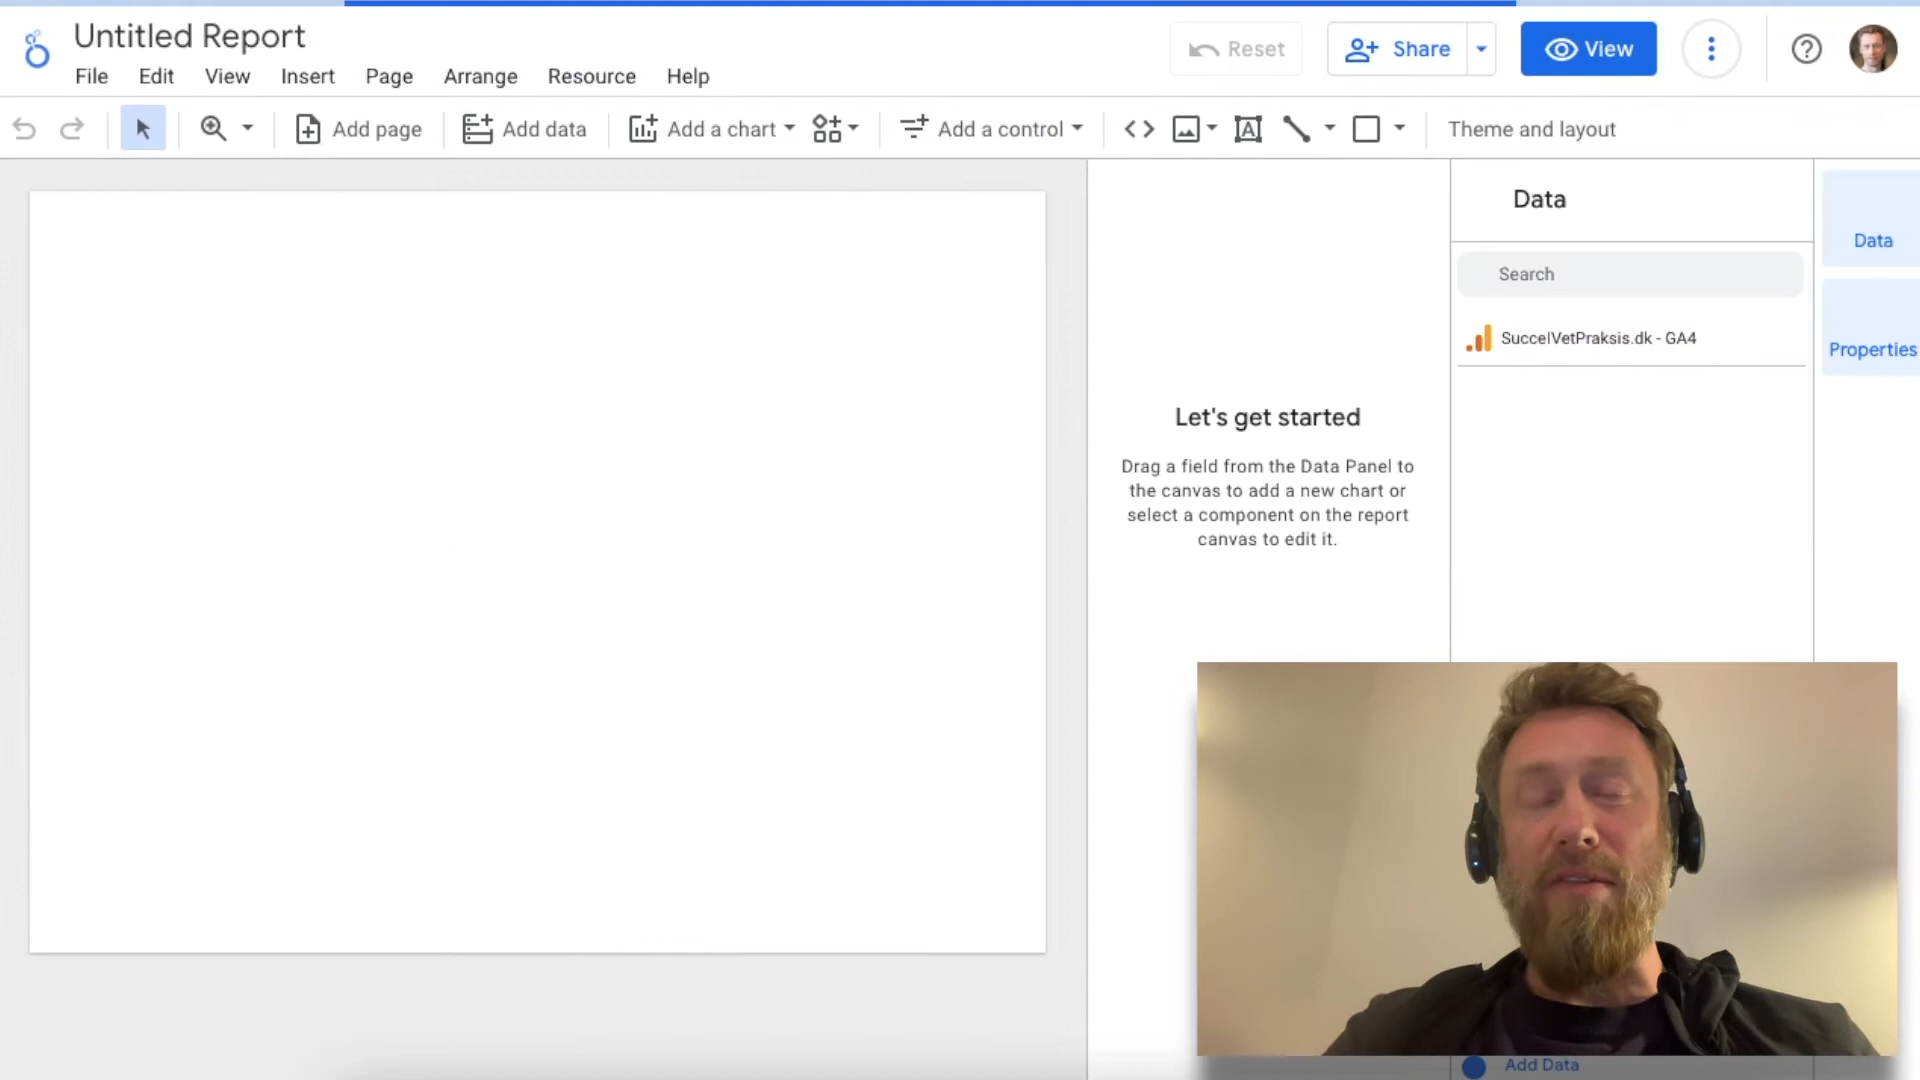 Untitled Report
File Edit View Insert Page Arrange Resource Help
Reset
Share
View
Add page
Add data
Add a chart
Add a control
Theme and layout
Let's get started
Drag a field from the Data Panel to
the canvas to add a new chart or
select a component on the report
canvas to edit it.
Data
Search
SuccelVetPraksis.dk - GA4
Add Data
Data
Properties